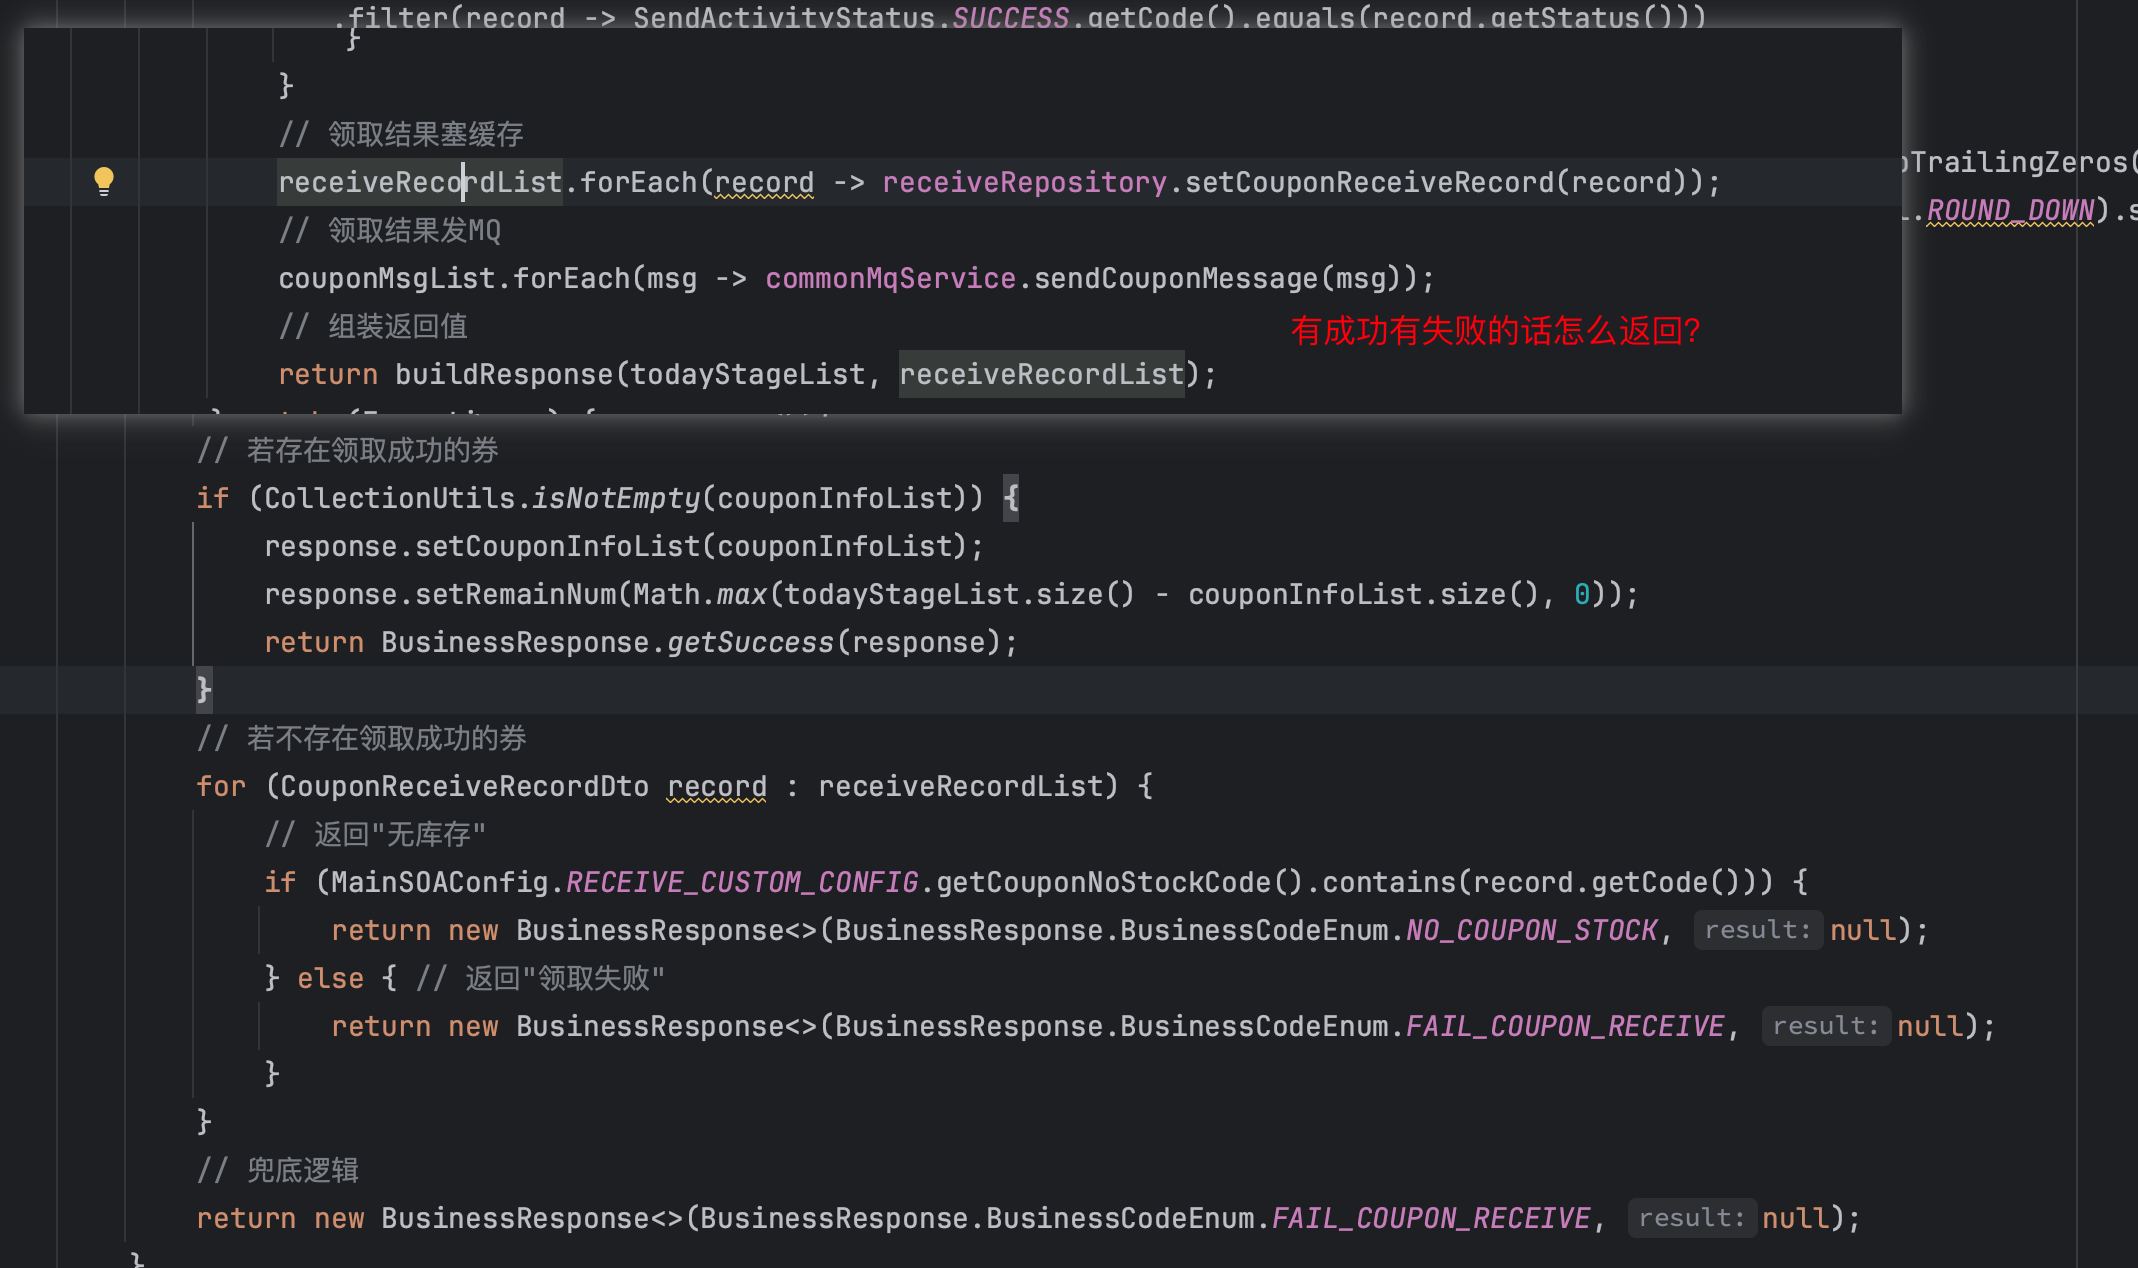 .filter(record -> SendActivityStatus.SUCCESS.getCode().equals(record.getStatus()))
}
}
// 领取结果塞缓存
TrailingZeros(
receiveRecordList.forEach(record -> receiveRepository.setCouponReceiveRecord(record));
.ROUND_DOWN).s
// 领取结果发MQ
couponMsgList.forEach(msg -> commonMqService.sendCouponMessage(msg));
// 组装返回值
有成功有失败的话怎么返回?
return buildResponse(todayStageList, receiveRecordList);
// 若存在领取成功的券
if (CollectionUtils.isNotEmpty(couponInfoList)) {
response.setCouponInfoList(couponInfoList);
response.setRemainNum(Math.max(todayStageList.size() - couponInfoList.size(), 0));
return BusinessResponse.getSuccess(response);
}
// 若不存在领取成功的券
for (CouponReceiveRecordDto record : receiveRecordList) {
// 返回"无库存"
if (MainSOAConfig.RECEIVE_CUSTOM_CONFIG.getCouponNoStockCode().contains(record.getCode())) {
return new BusinessResponse<>(BusinessResponse.BusinessCodeEnum.NO_COUPON_STOCK, result: null);
} else { // 返回"领取失败"
return new BusinessResponse<>(BusinessResponse.BusinessCodeEnum.FAIL_COUPON_RECEIVE, result: null);
}
}
// 兜底逻辑
return new BusinessResponse<>(BusinessResponse.BusinessCodeEnum.FAIL_COUPON_RECEIVE, result: null);
}